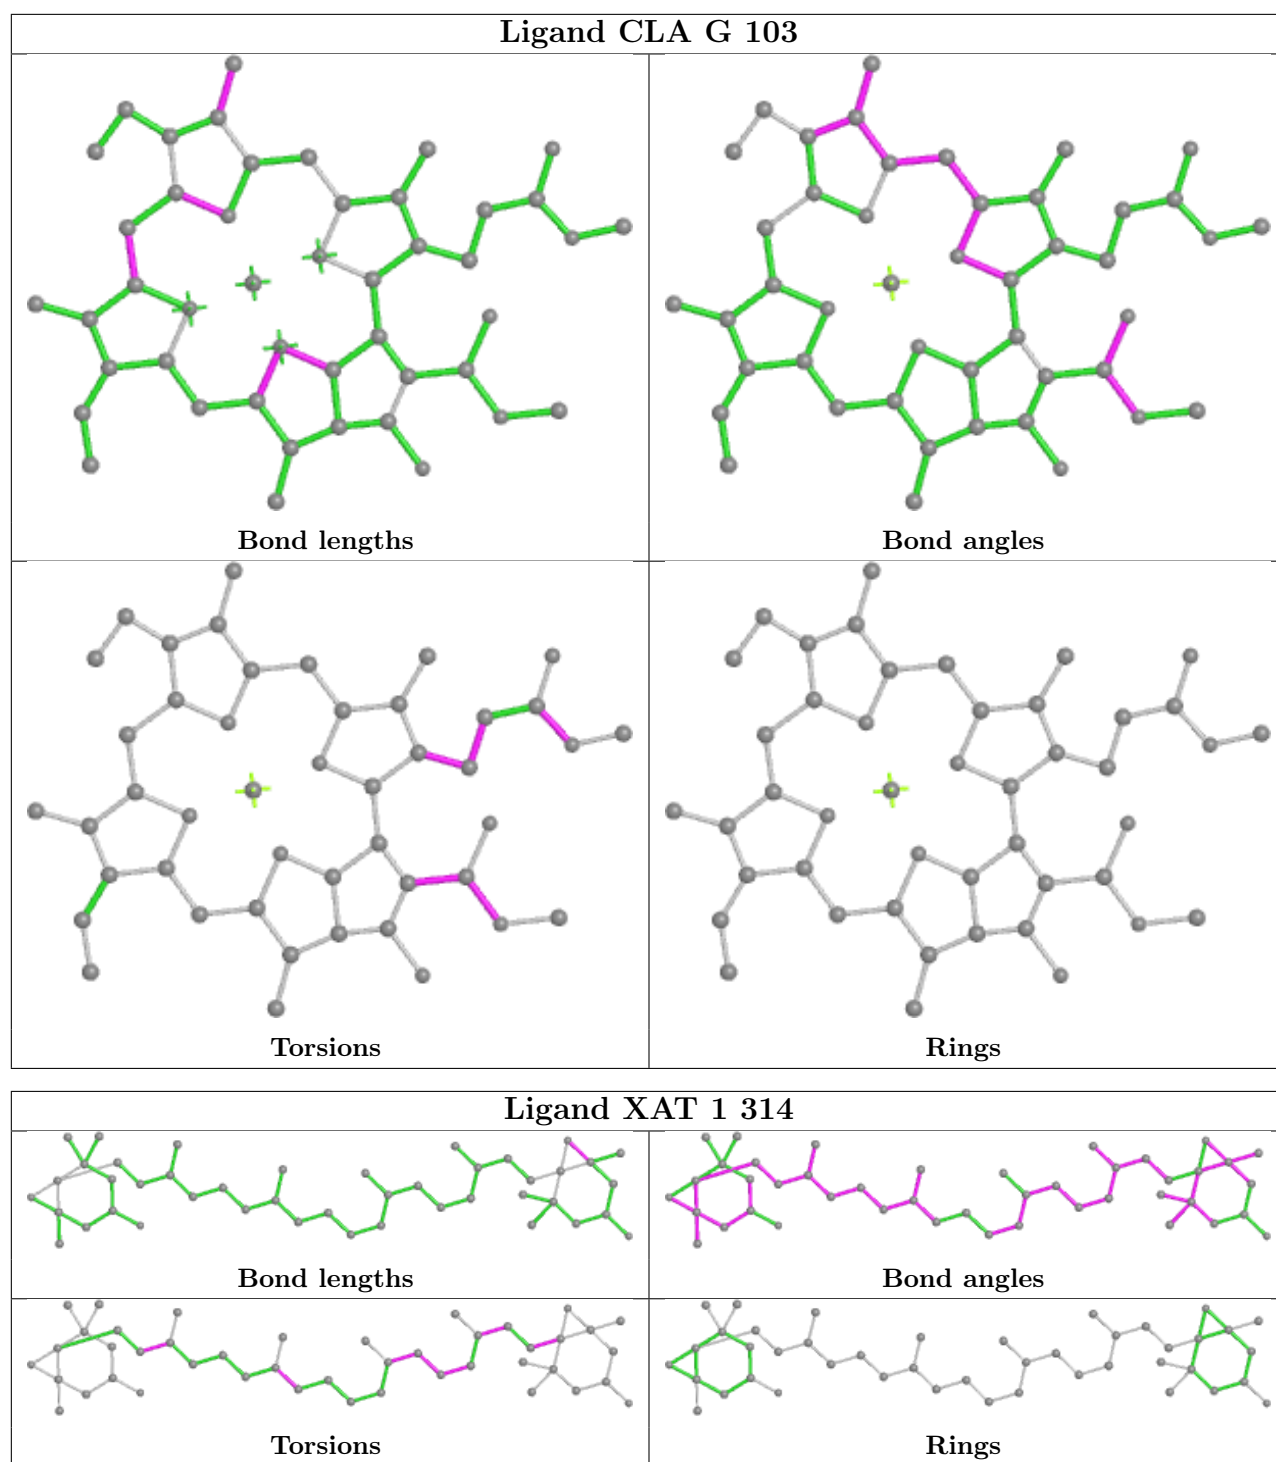 Ligand CLA G 103
Bond lengths
Bond angles
Torsions
Rings
Ligand XAT 1 314
Bond lengths
Bond angles
Torsions
Rings